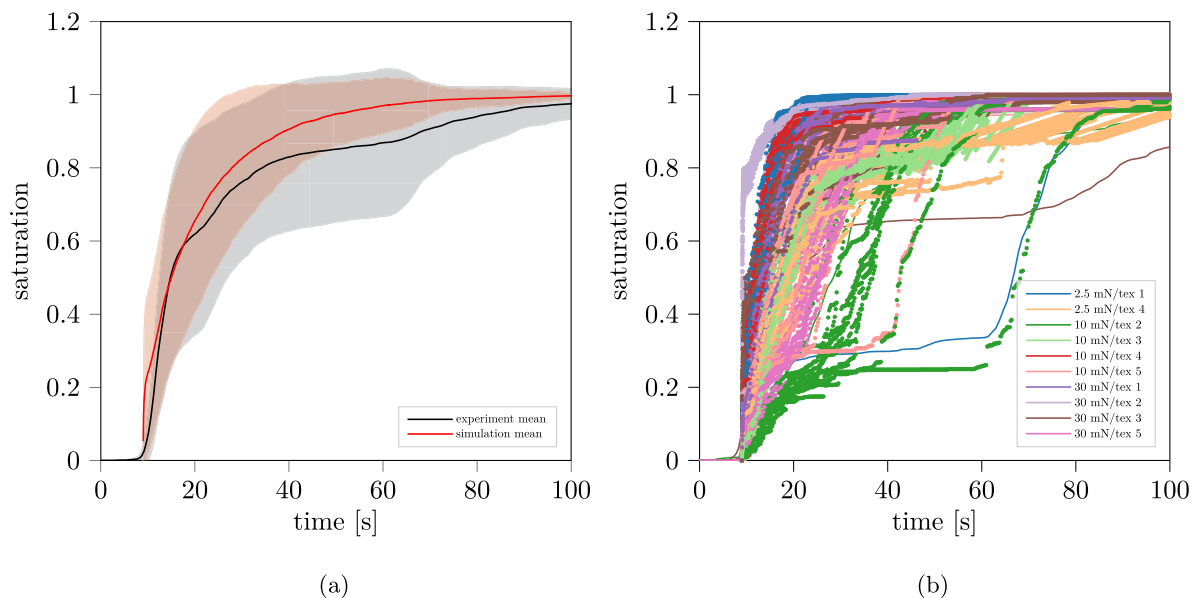 1.2
1
0.8
0.6
0.4
0.2
0
saturation
0 20 40 60 80 100
time [s]
experiment mean
simulation mean
(a)
1.2
1
0.8
0.6
0.4
0.2
0
saturation
0 20 40 60 80 100
time [s]
2.5 mN/tex 1
2.5 mN/tex 4
10 mN/tex 2
10 mN/tex 3
10 mN/tex 4
10 mN/tex 5
30 mN/tex 1
30 mN/tex 2
30 mN/tex 3
30 mN/tex 5
(b)